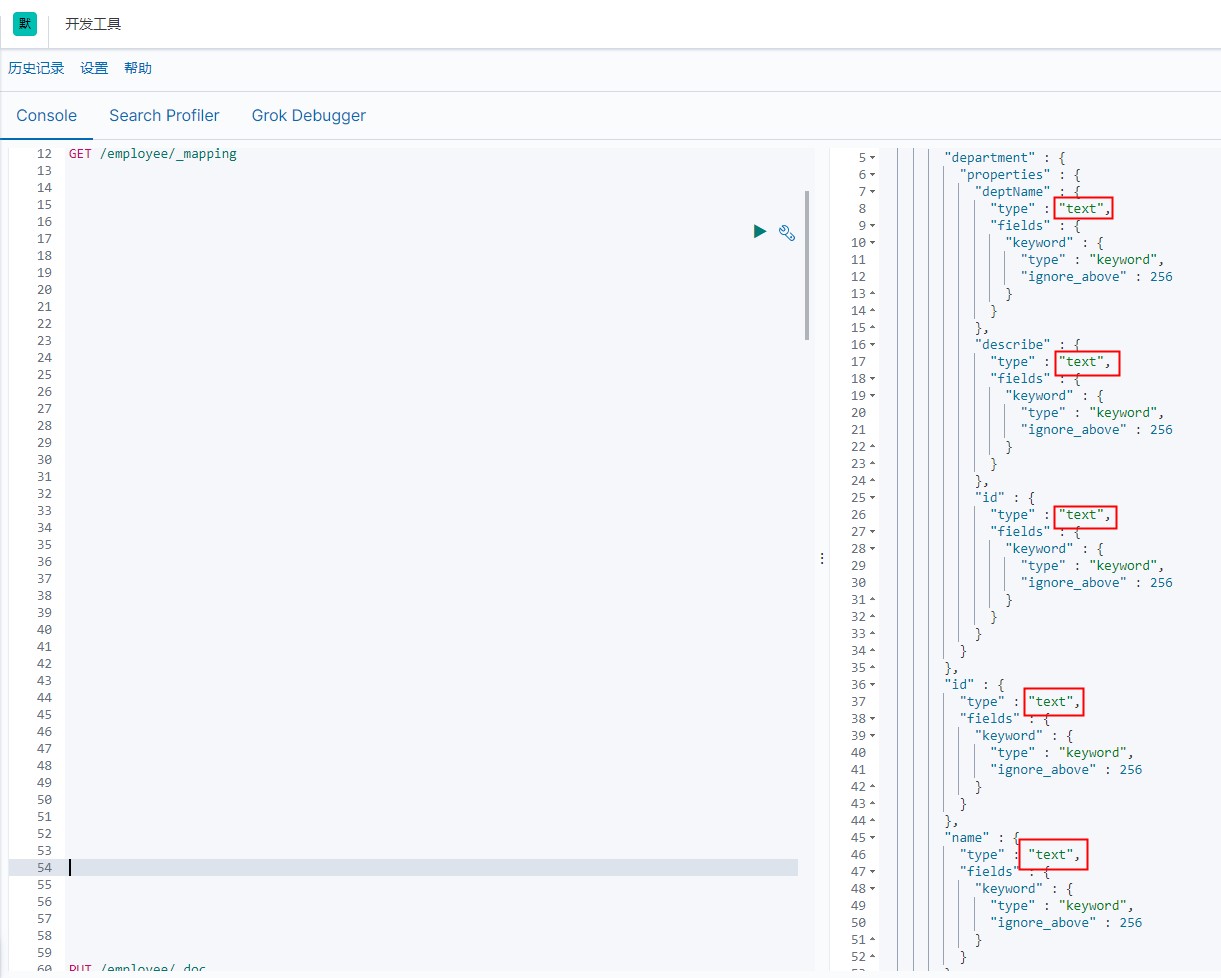 默 开发工具
历史记录 设置 帮助
Console Search Profiler Grok Debugger
12 GET /employee/_mapping
13
14
15
16
17
18
19
20
21
22
23
24
25
26
27
28
29
30
31
32
33
34
35
36
37
38
39
40
41
42
43
44
45
46
47
48
49
50
51
52
53
54
55
56
57
58
59
60 PUT /employee/_doc
5 "department" : {
6 "properties" : {
7 "deptName" : {
8 "type" : "text",
9 "fields" : {
10 "keyword" : {
11 "type" : "keyword",
12 "ignore_above" : 256
13 }
14 }
15 },
16 "describe" : {
17 "type" : "text",
18 "fields" : {
19 "keyword" : {
20 "type" : "keyword",
21 "ignore_above" : 256
22 }
23 }
24 },
25 "id" : {
26 "type" : "text",
27 "fields" : {
28 "keyword" : {
29 "type" : "keyword",
30 "ignore_above" : 256
31 }
32 }
33 }
34 }
35 },
36 "id" : {
37 "type" : "text",
38 "fields" : {
39 "keyword" : {
40 "type" : "keyword",
41 "ignore_above" : 256
42 }
43 }
44 },
45 "name" : {
46 "type" : "text",
47 "fields" : {
48 "keyword" : {
49 "type" : "keyword",
50 "ignore_above" : 256
51 }
52 }